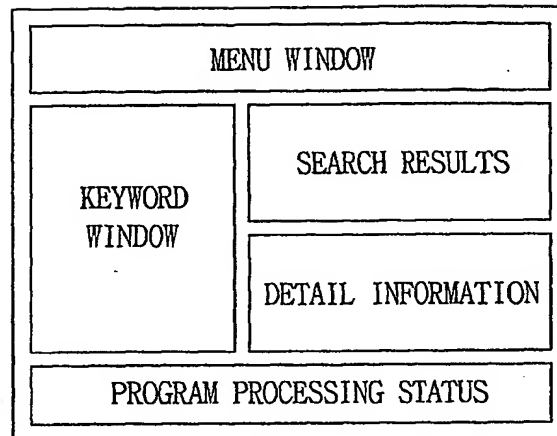 MENU WINDOW
KEYWORD
WINDOW
SEARCH RESULTS
DETAIL INFORMATION
PROGRAM PROCESSING STATUS